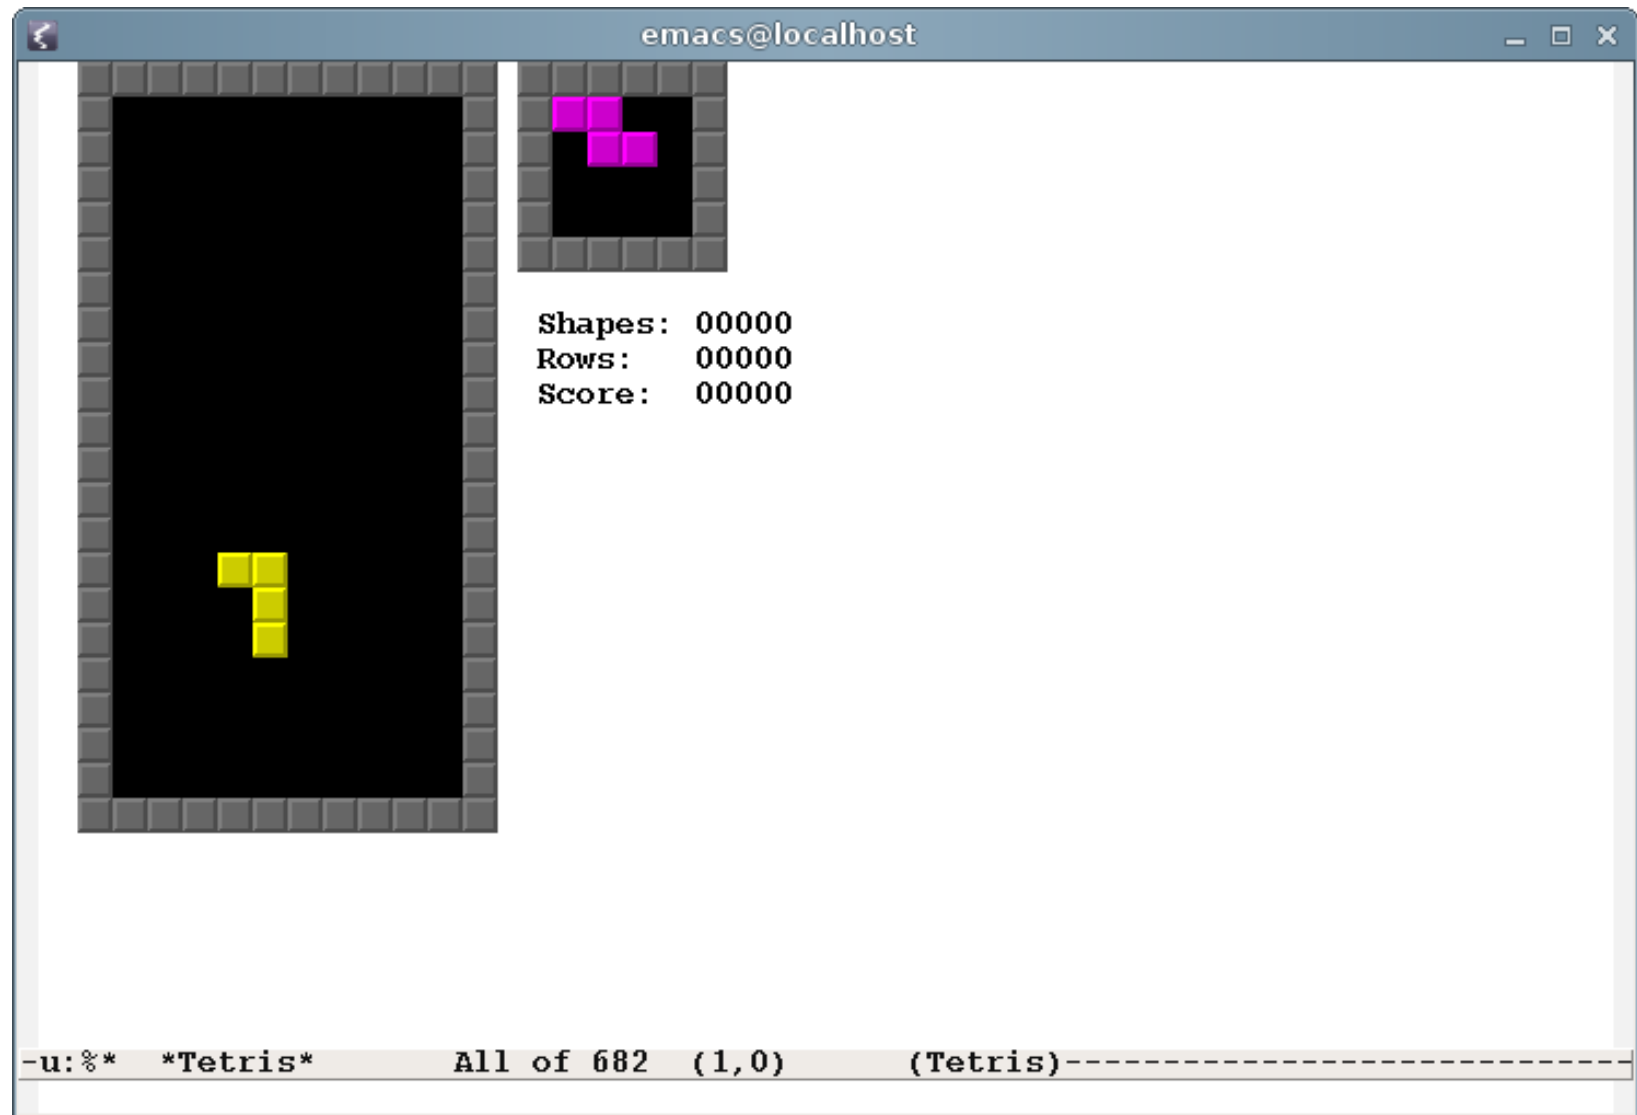 emacs@localhost
Shapes: 00000
Rows: 00000
Score: 00000
-u:%* *Tetris* All of 682 (1,0) (Tetris)-----------------------------